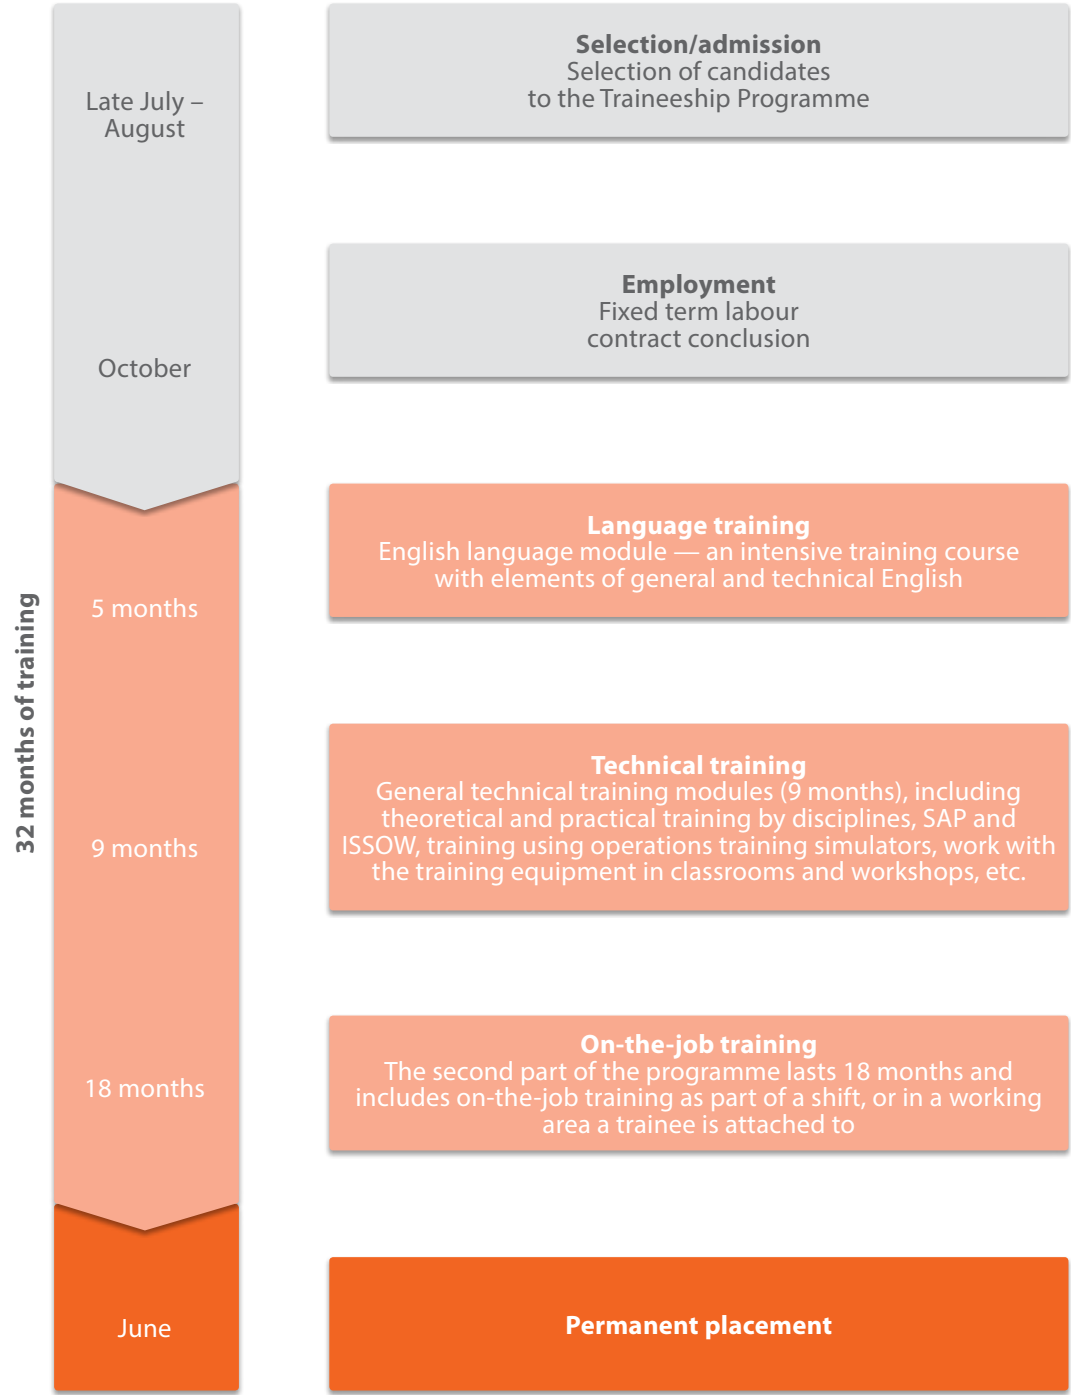 Late July –
August
Selection/admission
Selection of candidates
to the Traineeship Programme
October
Employment
Fixed term labour
contract conclusion
32 months of training
5 months
Language training
English language module — an intensive training course
with elements of general and technical English
9 months
Technical training
General technical training modules (9 months), including
theoretical and practical training by disciplines, SAP and
ISSOW, training using operations training simulators, work with
the training equipment in classrooms and workshops, etc.
18 months
On-the-job training
The second part of the programme lasts 18 months and
includes on-the-job training as part of a shift, or in a working
area a trainee is attached to
June
Permanent placement